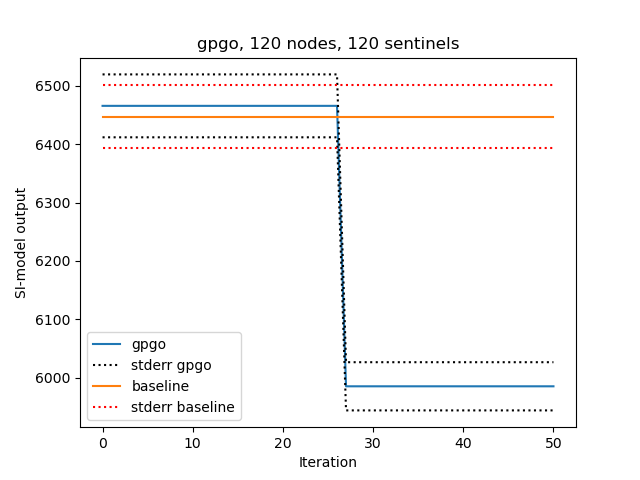 gpgo, 120 nodes, 120 sentinels
SI-model output
6500
6400
6300
6200
6100
6000
gpgo
stderr gpgo
baseline
stderr baseline
0 10 20 30 40 50
Iteration